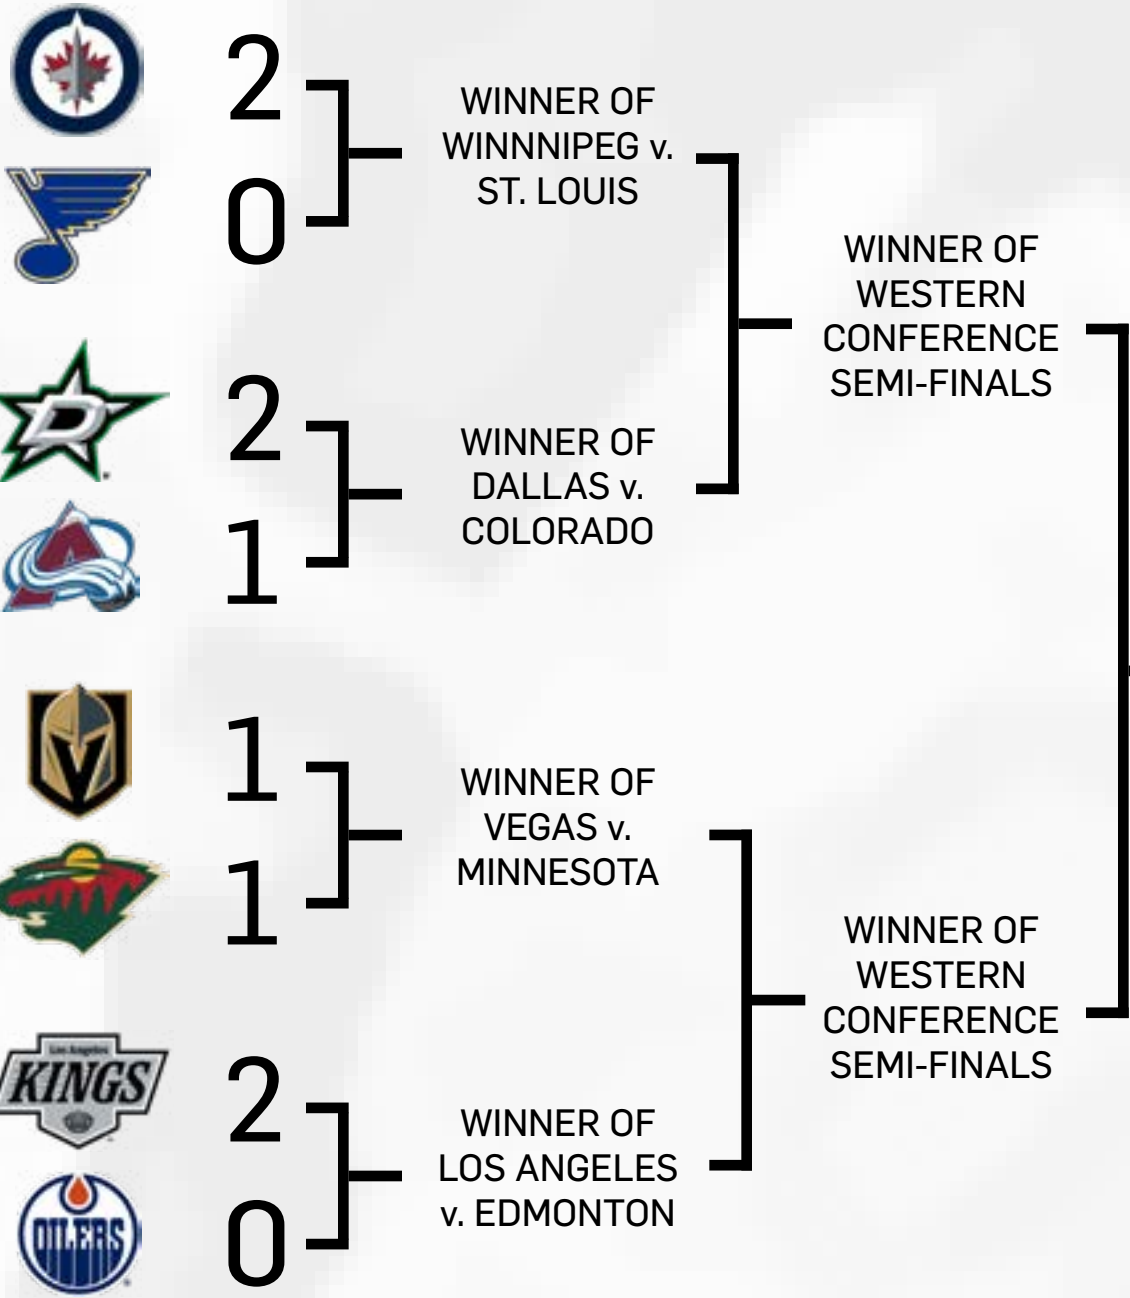 2
WINNER OF
WINNNIPEG v.
ST. LOUIS
0
WINNER OF
WESTERN
CONFERENCE
SEMI-FINALS
2
WINNER OF
DALLAS v.
COLORADO
D
1
A
1
WINNER OF
VEGAS v.
MINNESOTA
V
1
WINNER OF
WESTERN
CONFERENCE
SEMI-FINALS
Los Angeles
KINGS
2
WINNER OF
LOS ANGELES
v. EDMONTON
OILERS
0